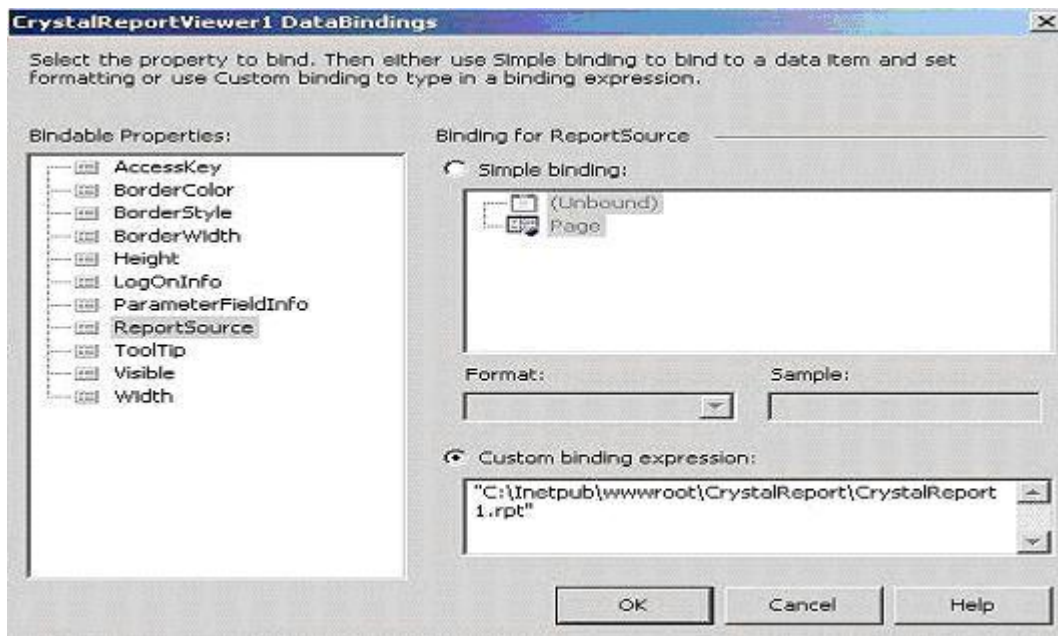 CrystalReportViewer1 DataBindings
Select the property to bind. Then either use Simple binding to bind to a data item and set
formatting or use Custom binding to type in a binding expression.
Bindable Properties:
AccessKey
BorderColor
BorderStyle
BorderWidth
Height
LogOnInfo
ParameterFieldInfo
ReportSource
ToolTip
Visible
Width
Binding for ReportSource
Simple binding:
(Unbound)
Page
Format:
Sample:
Custom binding expression:
"C:\Inetpub\wwwroot\CrystalReport\CrystalReport
1.rpt"
OK
Cancel
Help